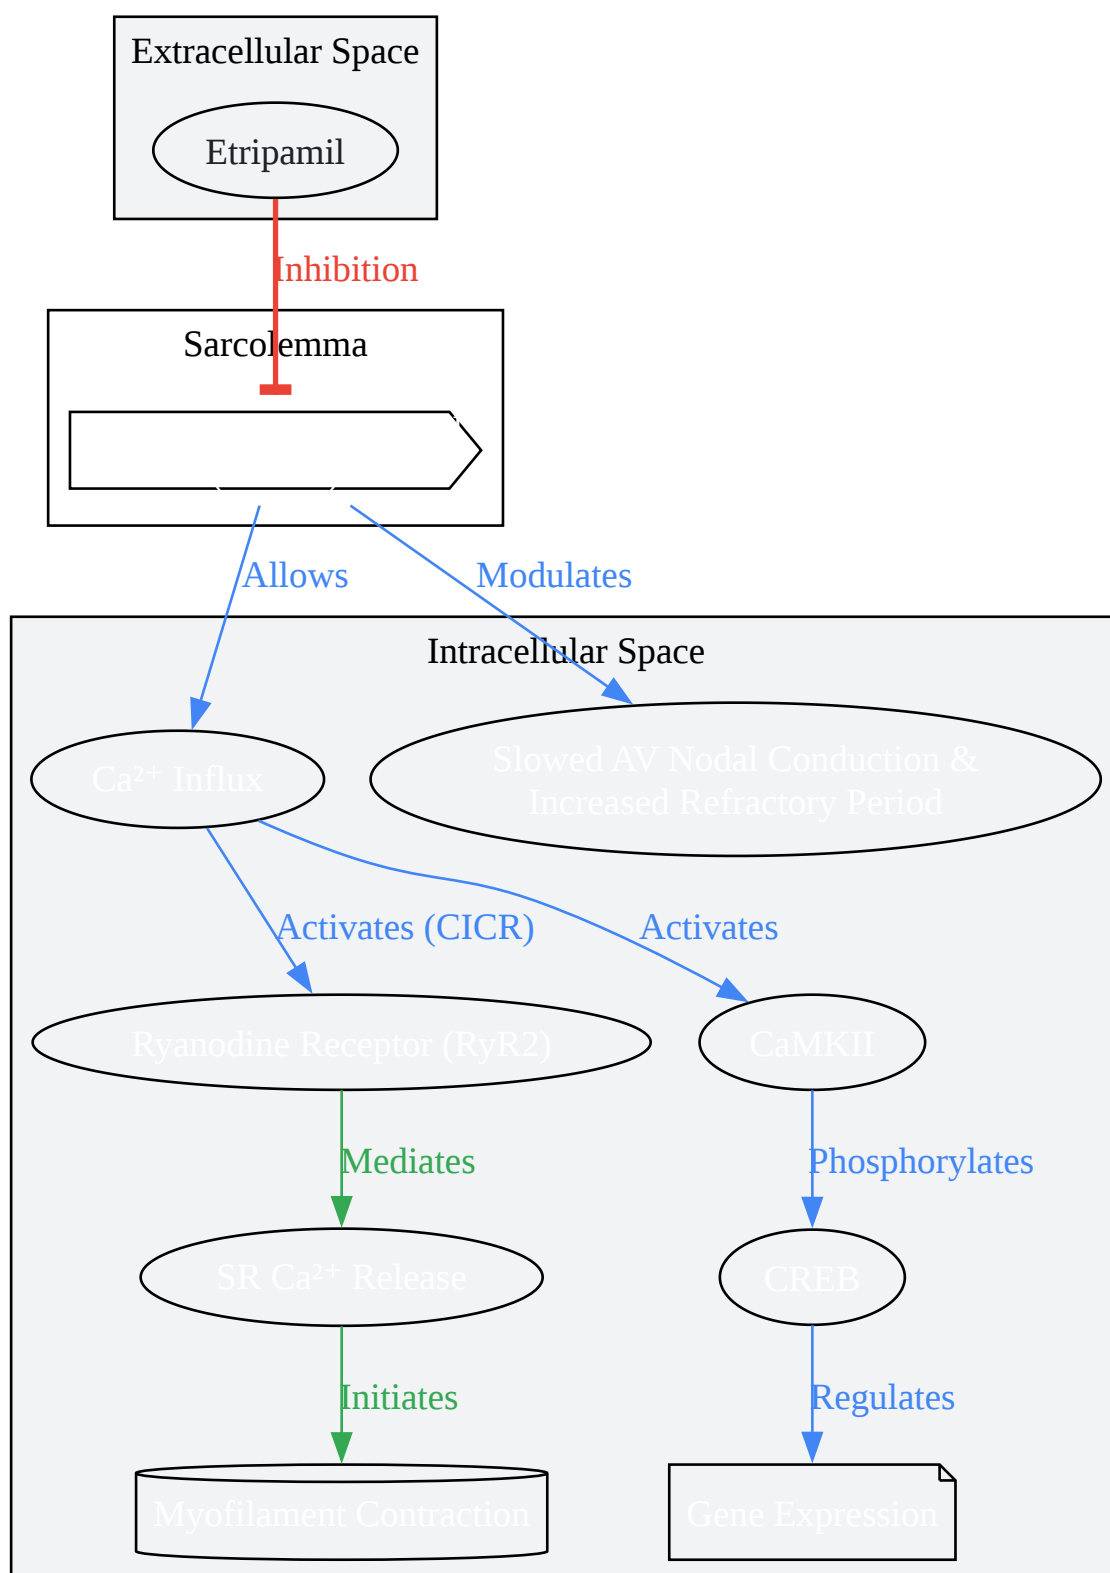 Extracellular Space
Etripamil
Inhibition
Sarcolemma
Allows
Modulates
Intracellular Space
Ca²⁺ Influx
Slowed AV Nodal Conduction &
Increased Refractory Period
Activates (CICR)
Activates
Ryanodine Receptor (RyR2)
CaMKII
Mediates
Phosphorylates
SR Ca²⁺ Release
CREB
Initiates
Regulates
Myofilament Contraction
Gene Expression